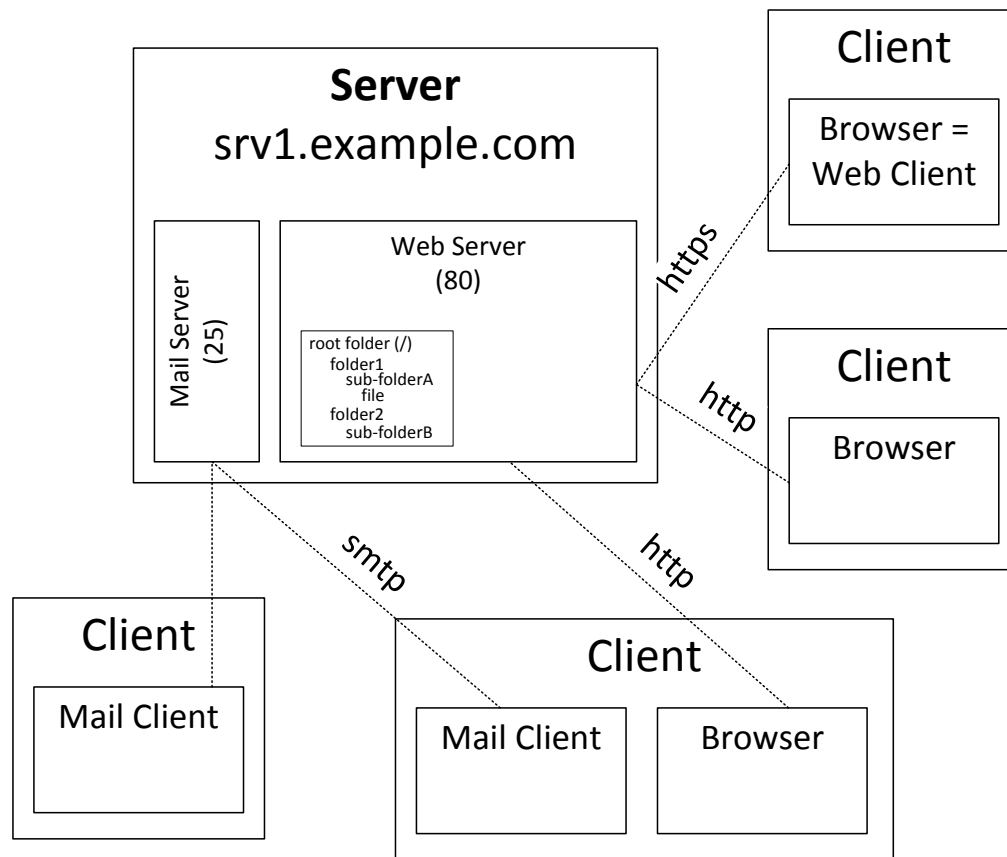 Server
srv1.example.com
Mail Server
(25)
Web Server
(80)
root folder (/)
folder1
sub-folderA
file
folder2
sub-folderB
https
http
smtp
http
Client
Browser =
Web Client
Client
Browser
Client
Mail Client
Client
Mail Client
Browser